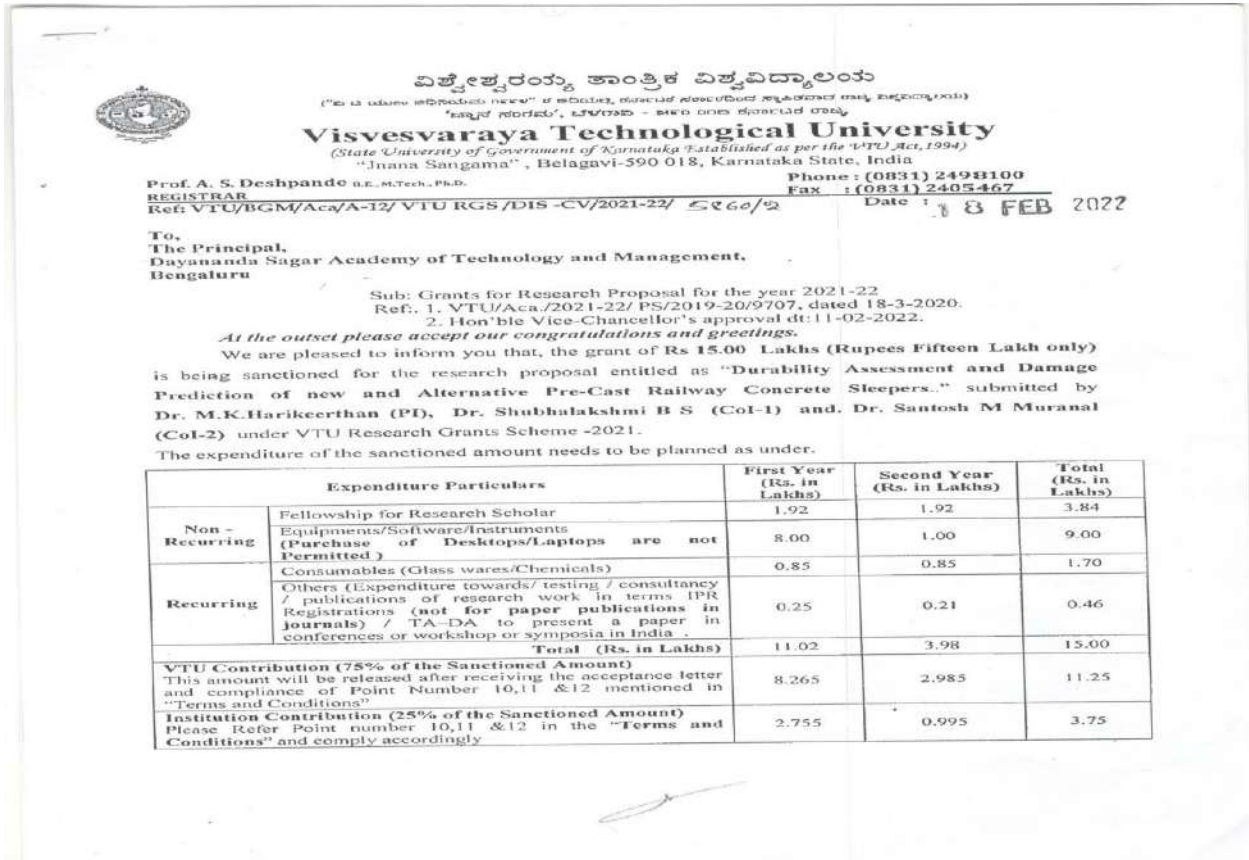 ವಿಶ್ವೇಶ್ವರಯ್ಯ ತಾಂತ್ರಿಕ ವಿಶ್ವವಿದ್ಯಾಲಯ
Visvesvaraya Technological University
(State University of Government of Karnataka Established as per the VTU Act, 1994)
"Jnana Sangama" , Belagavi-590 018, Karnataka State, India
Prof. A. S. Deshpande B.E., M.Tech., Ph.D.
REGISTRAR
Phone : (0831) 2498100
Fax : (0831) 2405467
Ref: VTU/BGM/Aca/A-12/ VTU RGS /DIS -CV/2021-22/
Date : 18 FEB 2022
To,
The Principal,
Dayananda Sagar Academy of Technology and Management,
Bengaluru
Sub: Grants for Research Proposal for the year 2021-22
Ref:. 1. VTU/Aca./2021-22/ PS/2019-20/9707, dated 18-3-2020.
2. Hon'ble Vice-Chancellor's approval dt:11-02-2022.
At the outset please accept our congratulations and greetings.
We are pleased to inform you that, the grant of Rs 15.00 Lakhs (Rupees Fifteen Lakh only)
is being sanctioned for the research proposal entitled as "Durability Assessment and Damage
Prediction of new and Alternative Pre-Cast Railway Concrete Sleepers.." submitted by
Dr. M.K.Harikeerthan (PI), Dr. Shubhalakshmi B S (CoI-1) and. Dr. Santosh M Muranal
(CoI-2) under VTU Research Grants Scheme -2021.
The expenditure of the sanctioned amount needs to be planned as under.
Expenditure Particulars
First Year (Rs. in Lakhs)
Second Year (Rs. in Lakhs)
Total (Rs. in Lakhs)
Non - Recurring
Fellowship for Research Scholar 1.92 1.92 3.84
Equipments/Software/Instruments
(Purchase of Desktops/Laptops are not
Permitted ) 8.00 1.00 9.00
Recurring
Consumables (Glass wares/Chemicals) 0.85 0.85 1.70
Others (Expenditure towards/ testing / consultancy
/ publications of research work in terms IPR
Registrations (not for paper publications in
journals) / TA-DA to present a paper in
conferences or workshop or symposia in India . 0.25 0.21 0.46
Total (Rs. in Lakhs) 11.02 3.98 15.00
VTU Contribution (75% of the Sanctioned Amount)
This amount will be released after receiving the acceptance letter
and compliance of Point Number 10,11 &12 mentioned in
"Terms and Conditions" 8.265 2.985 11.25
Institution Contribution (25% of the Sanctioned Amount)
Please Refer Point number 10,11 &12 in the "Terms and
Conditions" and comply accordingly 2.755 0.995 3.75